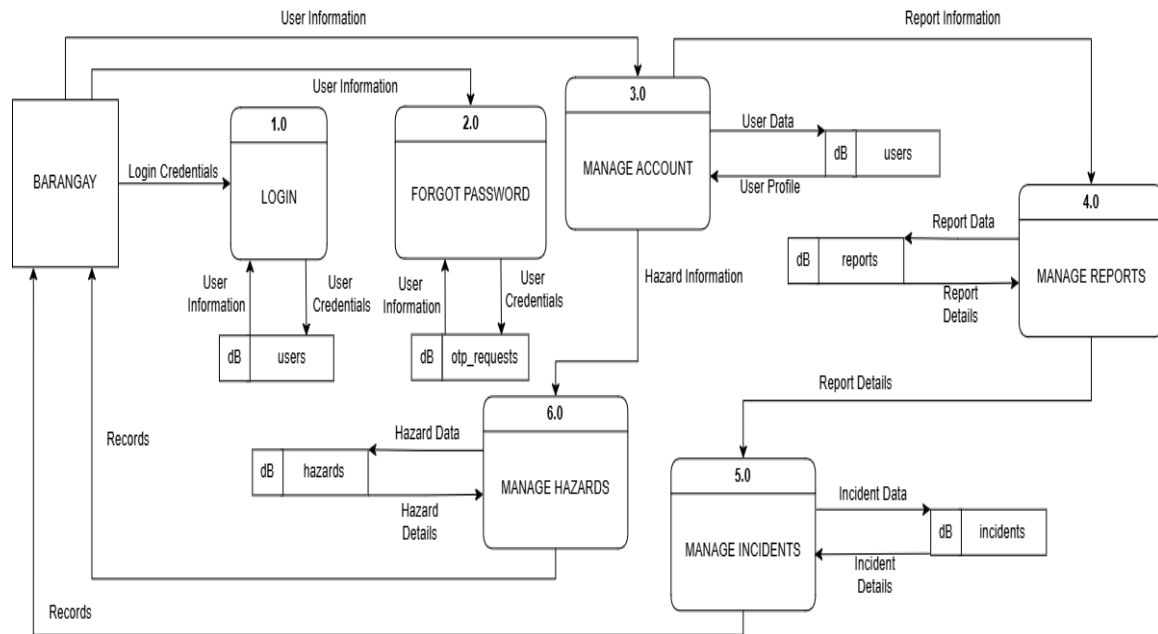 User Information
Report Information
User Information
3.0
MANAGE ACCOUNT
User Data
dB
users
User Profile
1.0
LOGIN
2.0
FORGOT PASSWORD
BARANGAY
Login Credentials
4.0
MANAGE REPORTS
Report Data
dB
reports
Report
Details
User
Information
User
Credentials
User
Information
User
Credentials
Hazard Information
dB
users
dB
otp_requests
Report Details
6.0
MANAGE HAZARDS
Hazard Data
dB
hazards
Hazard
Details
Records
5.0
MANAGE INCIDENTS
Incident Data
dB
incidents
Incident
Details
Records